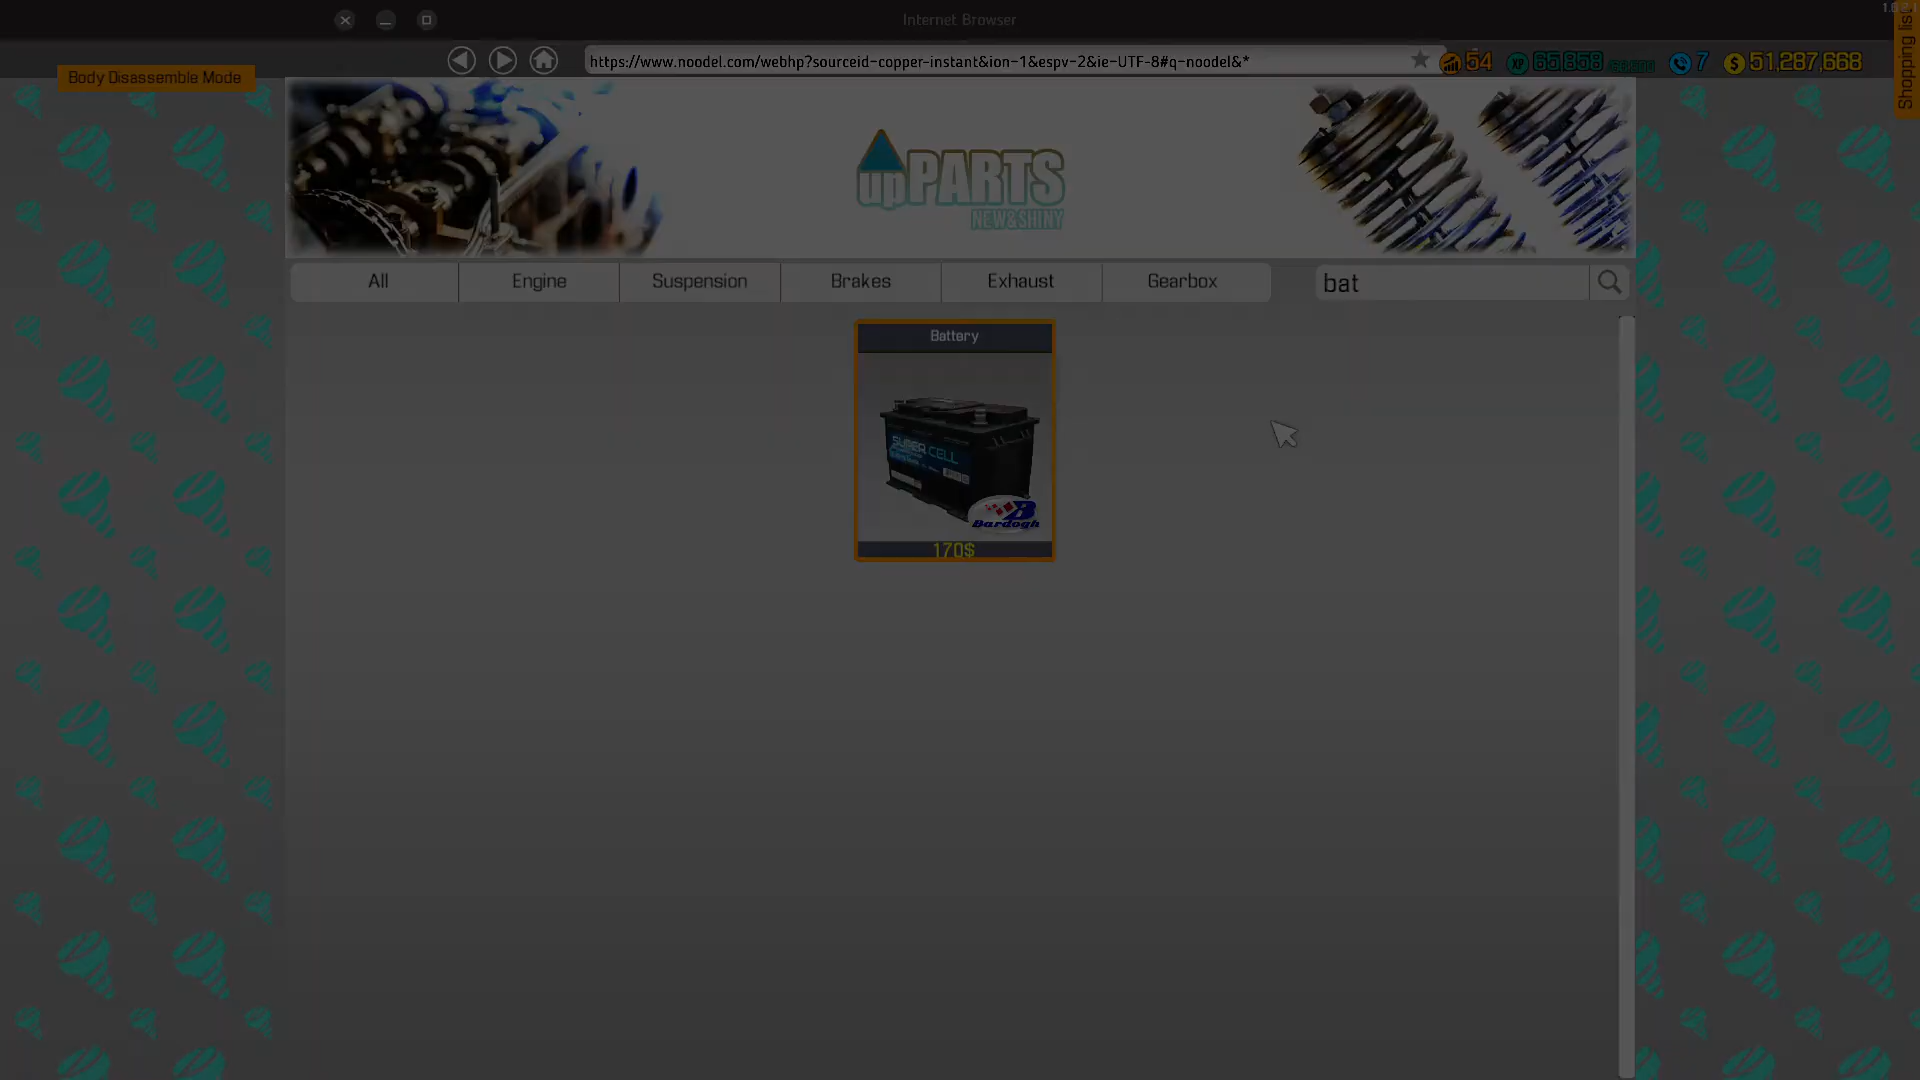 Internet Browser
https://www.noodel.com/webhp?sourceid-copper-instant&ion-1&espv-2&ie-UTF-8#q-noodel&*
54
65,858
7
51,287,668
Body Disassemble Mode
Shopping list
upPARTS
NEW&SHINY
All
Engine
Suspension
Brakes
Exhaust
Gearbox
bat
Battery
SUPER CELL
Bardogh
170$